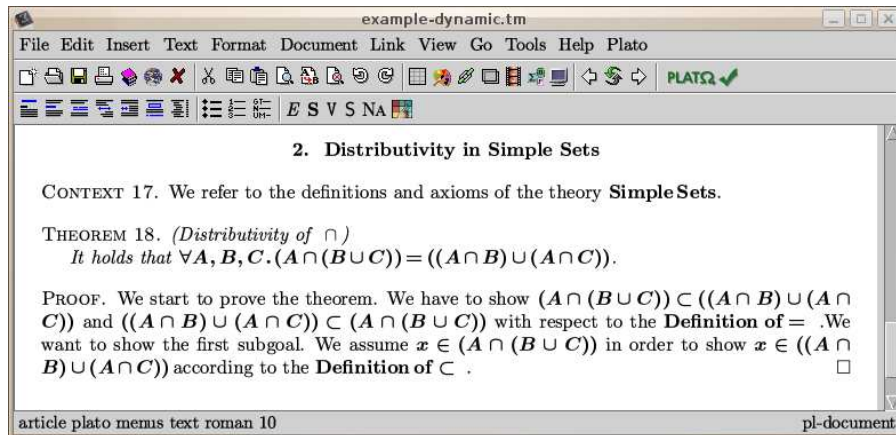 example-dynamic.tm
File Edit Insert Text Format Document Link View Go Tools Help Plato
PLATΩ
E S V S NA
2. Distributivity in Simple Sets
CONTEXT 17. We refer to the definitions and axioms of the theory Simple Sets.
THEOREM 18. (Distributivity of ∩ )
It holds that ∀A, B, C.(A ∩ (B ∪ C)) = ((A ∩ B) ∪ (A ∩ C)).
PROOF. We start to prove the theorem. We have to show (A ∩ (B ∪ C)) ⊂ ((A ∩ B) ∪ (A ∩
C)) and ((A ∩ B) ∪ (A ∩ C)) ⊂ (A ∩ (B ∪ C)) with respect to the Definition of = .We
want to show the first subgoal. We assume x ∈ (A ∩ (B ∪ C)) in order to show x ∈ ((A ∩
B) ∪ (A ∩ C)) according to the Definition of ⊂ . □
article plato menus text roman 10 pl-document